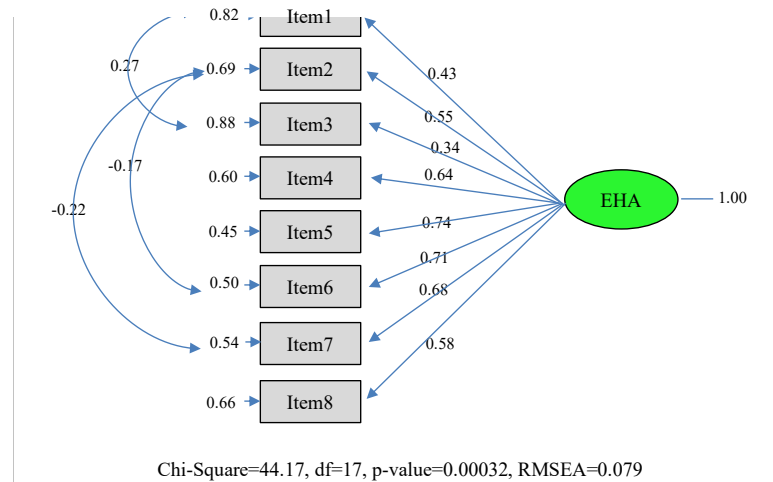 0.82 Item1
0.27 0.69 Item2 0.43
0.55
0.88 Item3 0.34
-0.17 0.60 Item4 0.64 EHA 1.00
-0.22 0.45 Item5 0.74
0.50 Item6 0.71
0.68
0.54 Item7 0.58
0.66 Item8
Chi-Square=44.17, df=17, p-value=0.00032, RMSEA=0.079